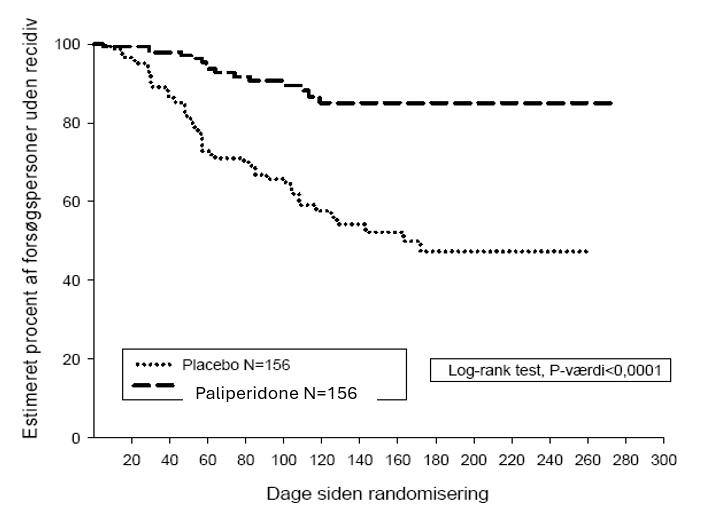 Estimeret procent af forsøgspersoner uden recidiv
100
80
60
40
20
0
Placebo N=156
Paliperidone N=156
Log-rank test, P-værdi<0,0001
20 40 60 80 100 120 140 160 180 200 220 240 260 280 300
Dage siden randomisering